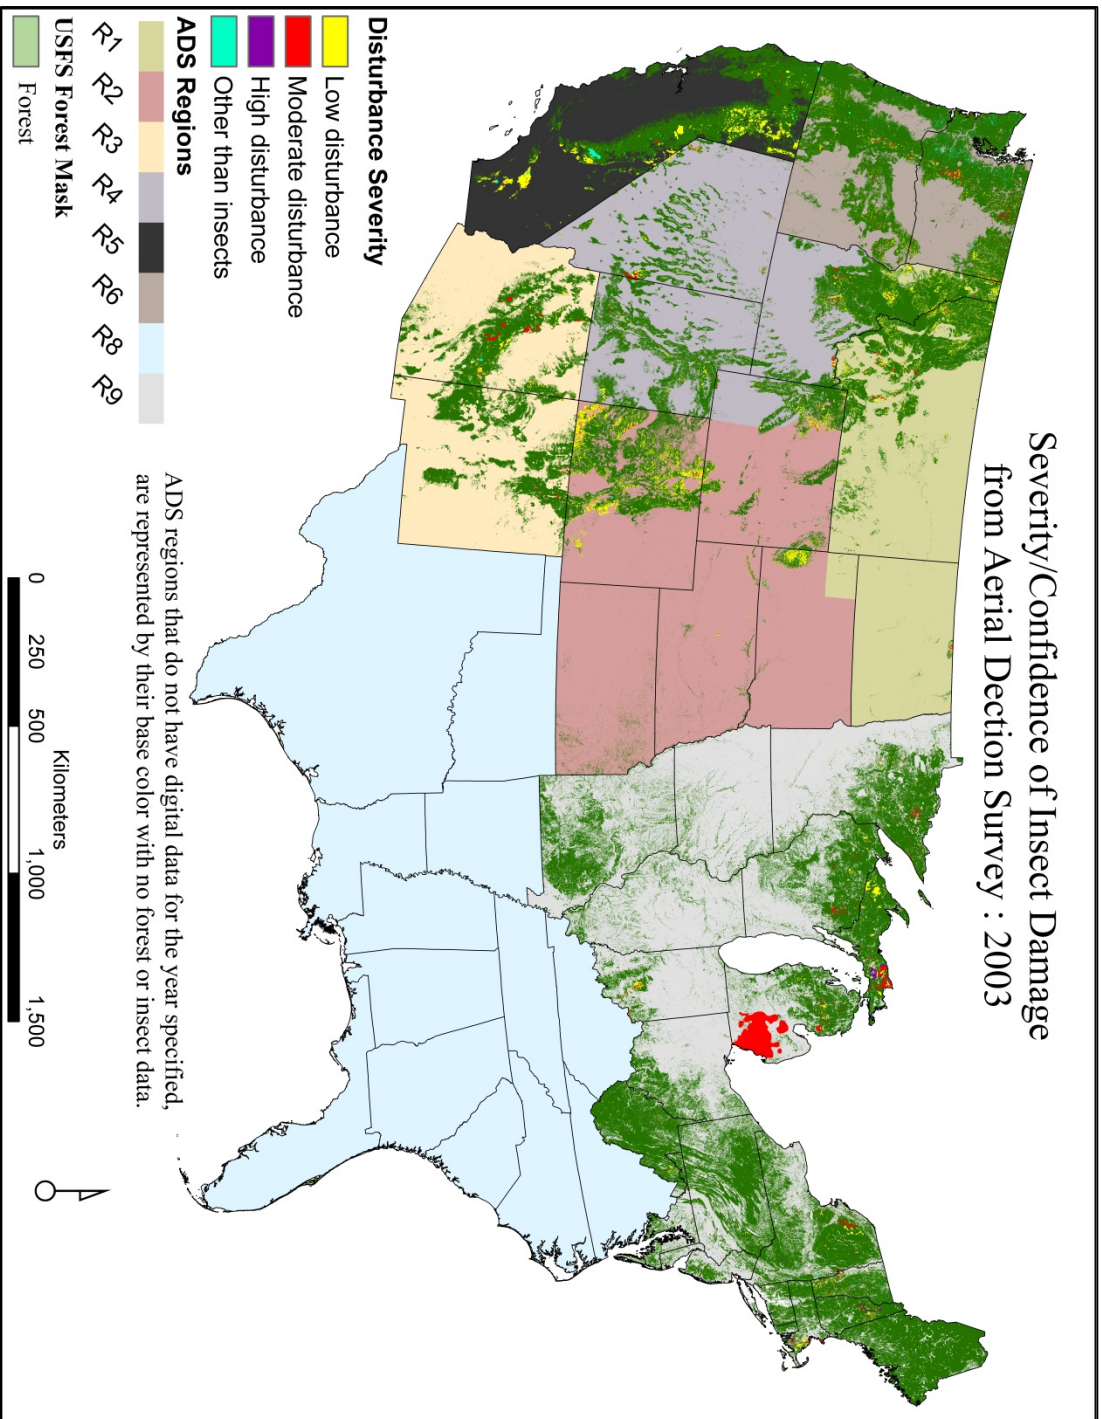 Severity/Confidence of Insect Damage
from Aerial Dection Survey : 2003
Disturbance Severity
Low disturbance
Moderate disturbance
High disturbance
Other than insects
ADS Regions
R1 R2 R3 R4 R5 R6 R8 R9
USFS Forest Mask
Forest
ADS regions that do not have digital data for the year specified,
are represented by their base color with no forest or insect data.
0 250 500 1,000 1,500
Kilometers